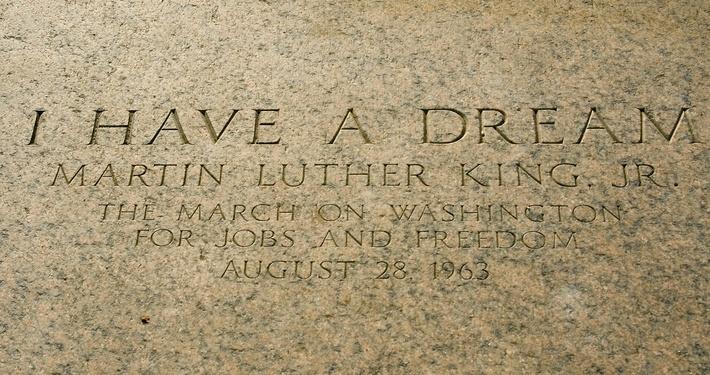 I HAVE A DREAM
MARTIN LUTHER KING, JR.
THE MARCH ON WASHINGTON
FOR JOBS AND FREEDOM
AUGUST 28 1963